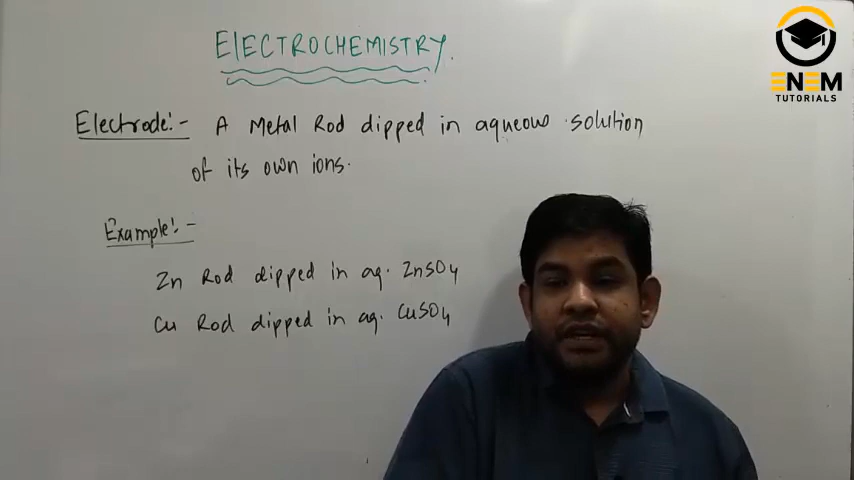 ELECTROCHEMISTRY.
Electrode:- A Metal Rod dipped in aqueous solution
of its own ions.
Example:-
Zn Rod dipped in aq. ZnSO4
Cu Rod dipped in aq. CuSO4
ENEM
TUTORIALS